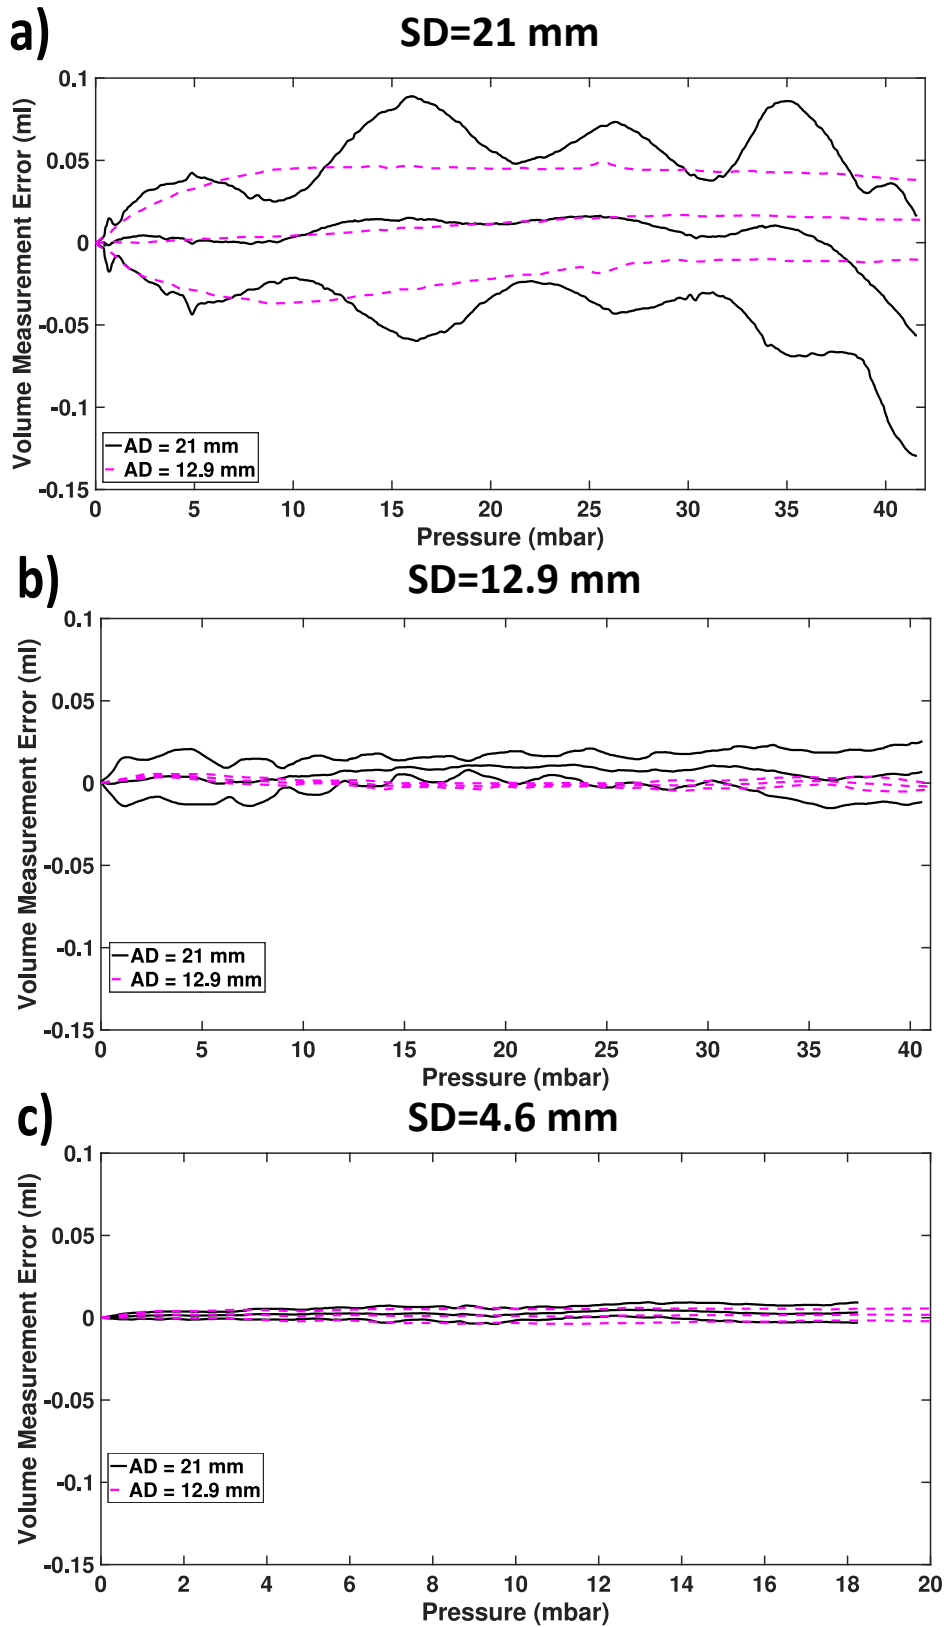 a)
SD=21 mm
0.1
0.05
0
-0.05
-0.1
-0.15
Volume Measurement Error (ml)
AD = 21 mm
AD = 12.9 mm
0 5 10 15 20 25 30 35 40
Pressure (mbar)
b)
SD=12.9 mm
0.1
0.05
0
-0.05
-0.1
-0.15
Volume Measurement Error (ml)
AD = 21 mm
AD = 12.9 mm
0 5 10 15 20 25 30 35 40
Pressure (mbar)
c)
SD=4.6 mm
0.1
0.05
0
-0.05
-0.1
-0.15
Volume Measurement Error (ml)
AD = 21 mm
AD = 12.9 mm
0 2 4 6 8 10 12 14 16 18 20
Pressure (mbar)